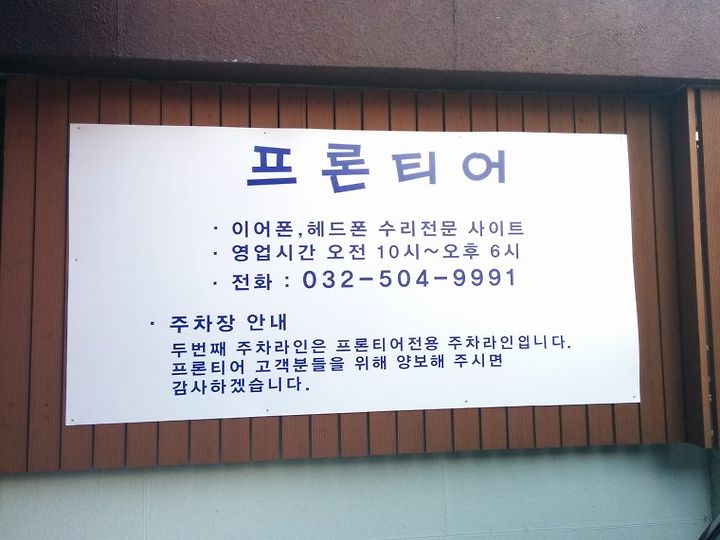 프론티어
· 이어폰,헤드폰 수리전문 사이트
· 영업시간 오전 10시~오후 6시
· 전화 : 032-504-9991
· 주차장 안내
두번째 주차라인은 프론티어전용 주차라인입니다.
프론티어 고객분들을 위해 양보해 주시면
감사하겠습니다.